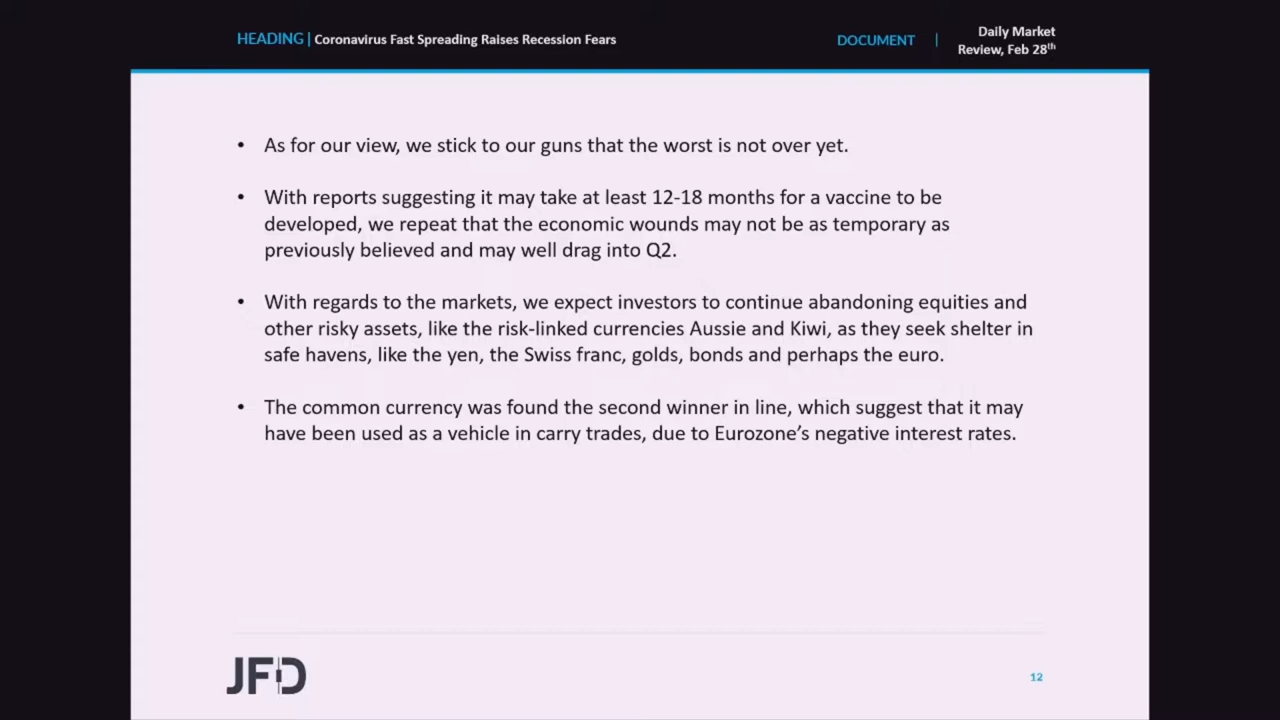 HEADING | Coronavirus Fast Spreading Raises Recession Fears
DOCUMENT | Daily Market
Review, Feb 28th
• As for our view, we stick to our guns that the worst is not over yet.
• With reports suggesting it may take at least 12-18 months for a vaccine to be
developed, we repeat that the economic wounds may not be as temporary as
previously believed and may well drag into Q2.
• With regards to the markets, we expect investors to continue abandoning equities and
other risky assets, like the risk-linked currencies Aussie and Kiwi, as they seek shelter in
safe havens, like the yen, the Swiss franc, golds, bonds and perhaps the euro.
• The common currency was found the second winner in line, which suggest that it may
have been used as a vehicle in carry trades, due to Eurozone’s negative interest rates.
JFD
12